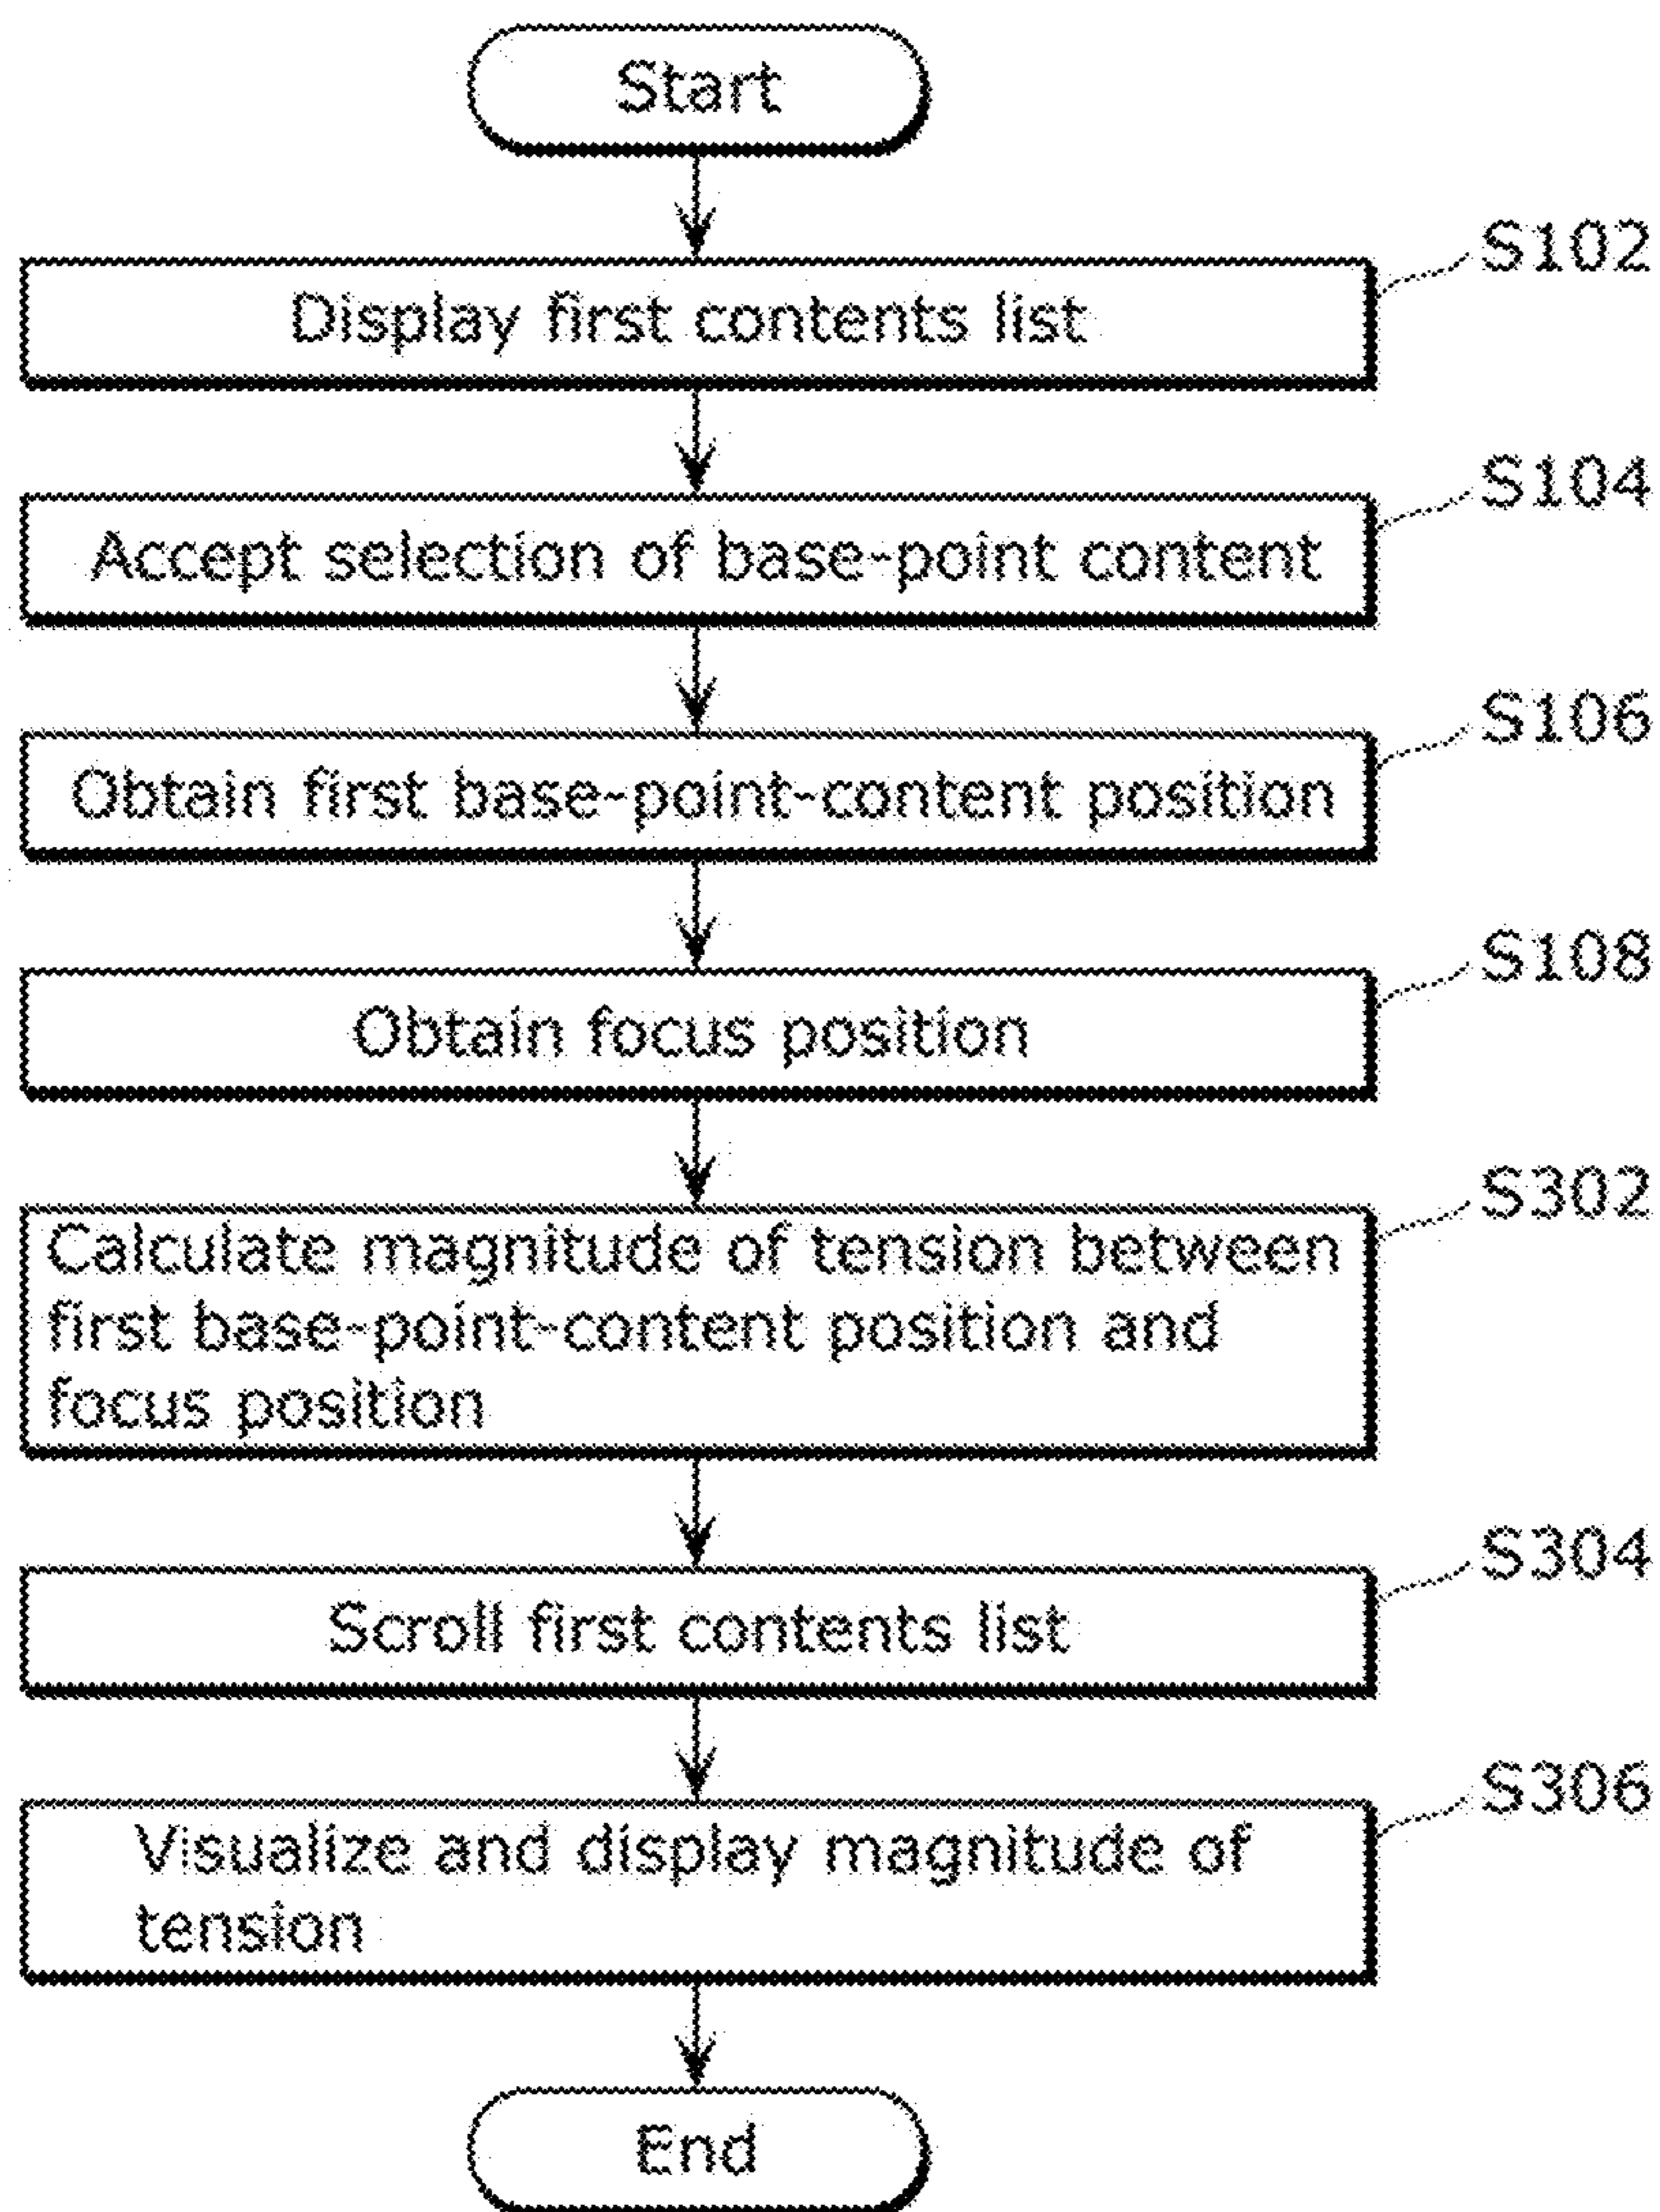 Start
S102
Display first contents list
S104
Accept selection of base-point content
S106
Obtain first base-point-content position
S108
Obtain focus position
S302
Calculate magnitude of tension between
first base-point-content position and
focus position
S304
Scroll first contents list
S306
Visualize and display magnitude of
tension
End